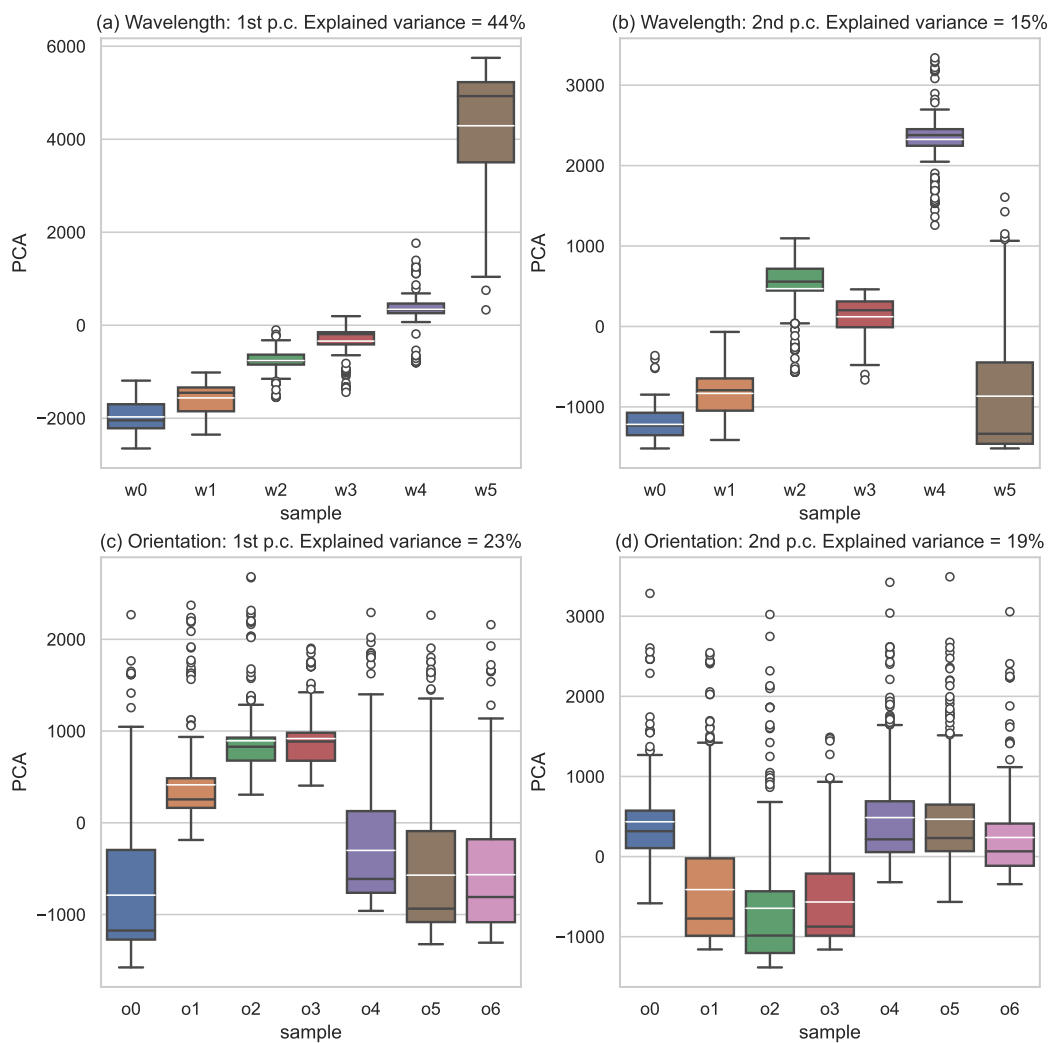 (a) Wavelength: 1st p.c. Explained variance = 44%
6000
4000
2000
0
−2000
PCA
w0 w1 w2 w3 w4 w5
sample
(b) Wavelength: 2nd p.c. Explained variance = 15%
3000
2000
1000
0
−1000
PCA
w0 w1 w2 w3 w4 w5
sample
(c) Orientation: 1st p.c. Explained variance = 23%
2000
1000
0
−1000
PCA
o0 o1 o2 o3 o4 o5 o6
sample
(d) Orientation: 2nd p.c. Explained variance = 19%
3000
2000
1000
0
−1000
PCA
o0 o1 o2 o3 o4 o5 o6
sample